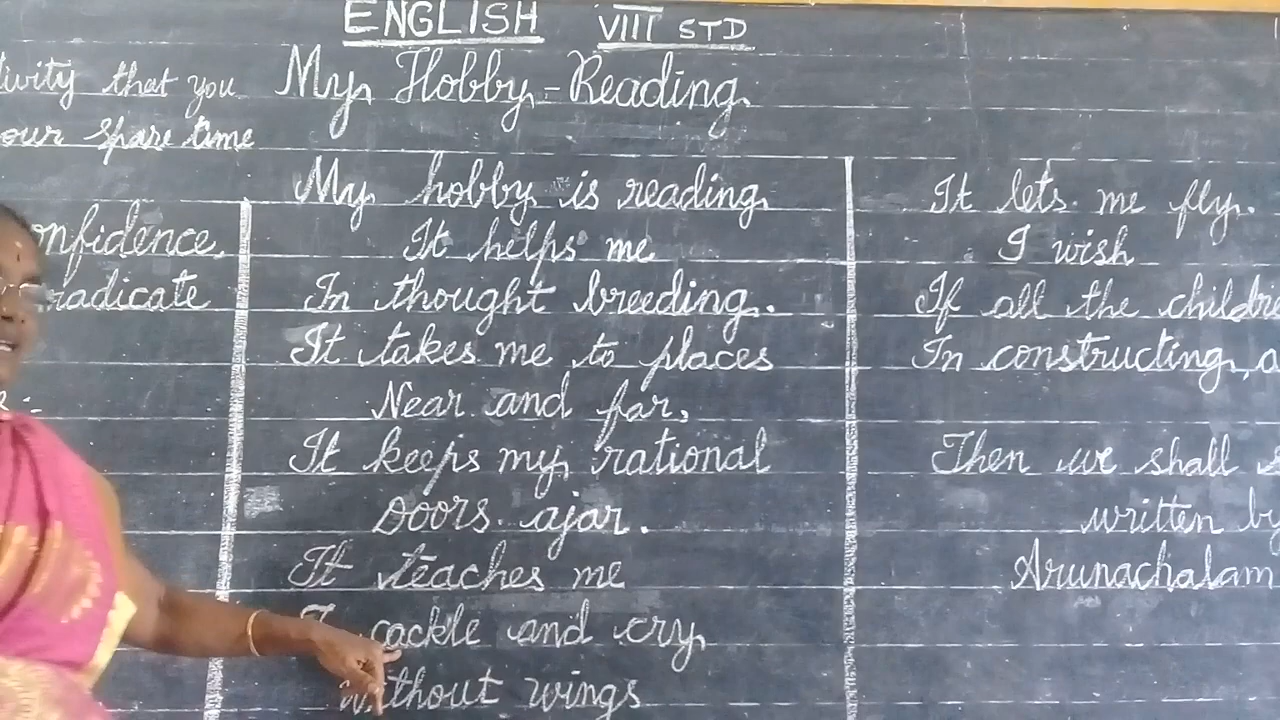 ENGLISH VIII STD
tivity that you
our spare time
My Hobby - Reading
onfidence,
radicate
My hobby is reading
It helps me
In thought breeding.
It takes me to places
Near and far,
It keeps my rational
Doors ajar.
It teaches me
cackle and cry,
without wings
It lets me fly.
I wish
If all the childre
In constructing, a
Then we shall s
written by
Arunachalam